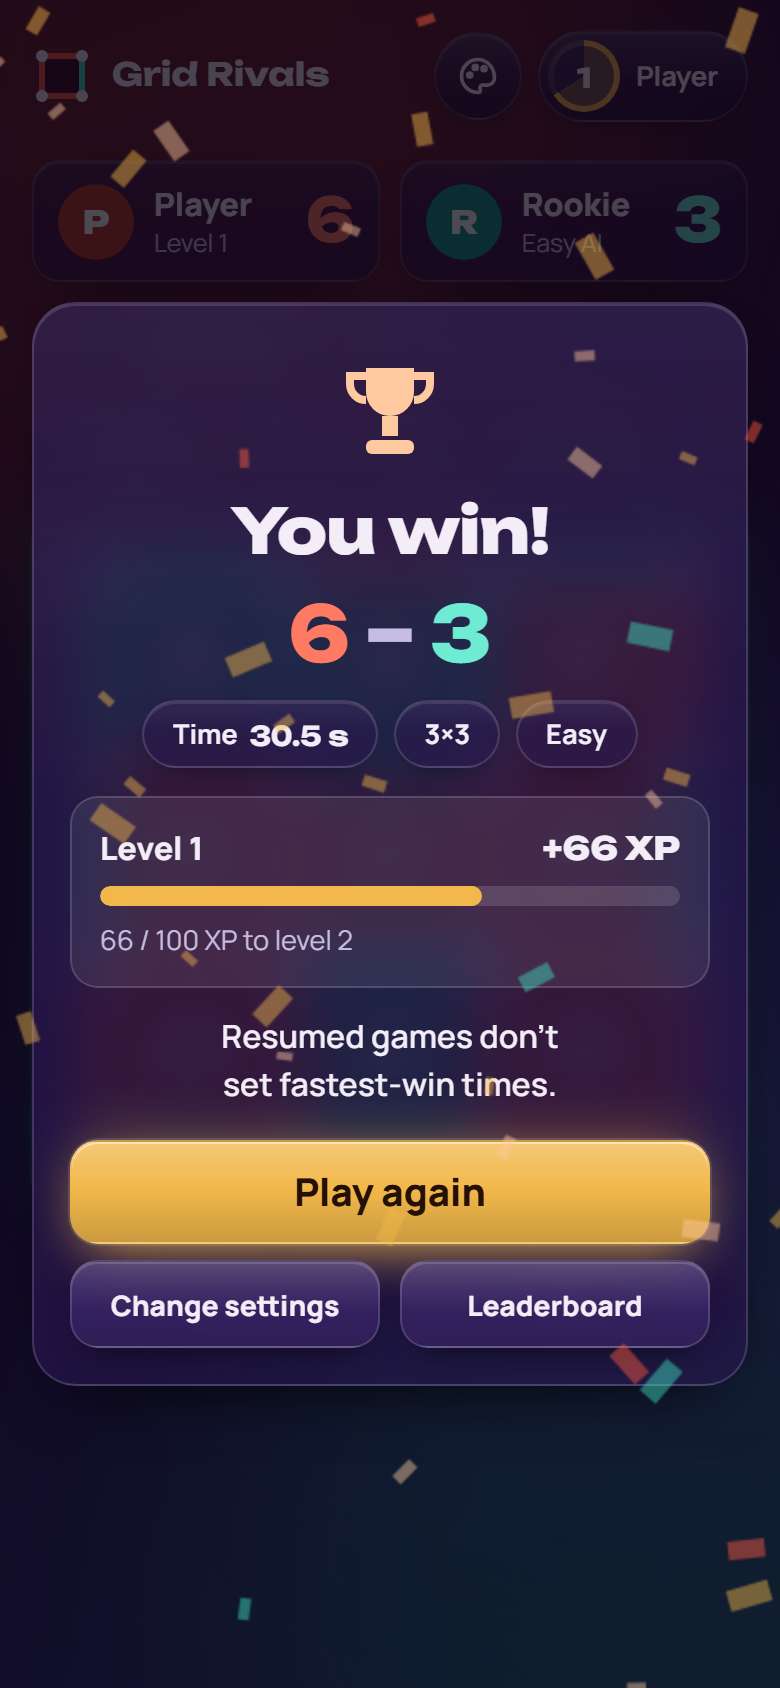 Grid Rivals
1 Player
P Player 6
Level 1
R Rookie 3
Easy AI
You win!
6 – 3
Time 30.5 s 3×3 Easy
Level 1 +66 XP
66 / 100 XP to level 2
Resumed games don’t
set fastest-win times.
Play again
Change settings Leaderboard